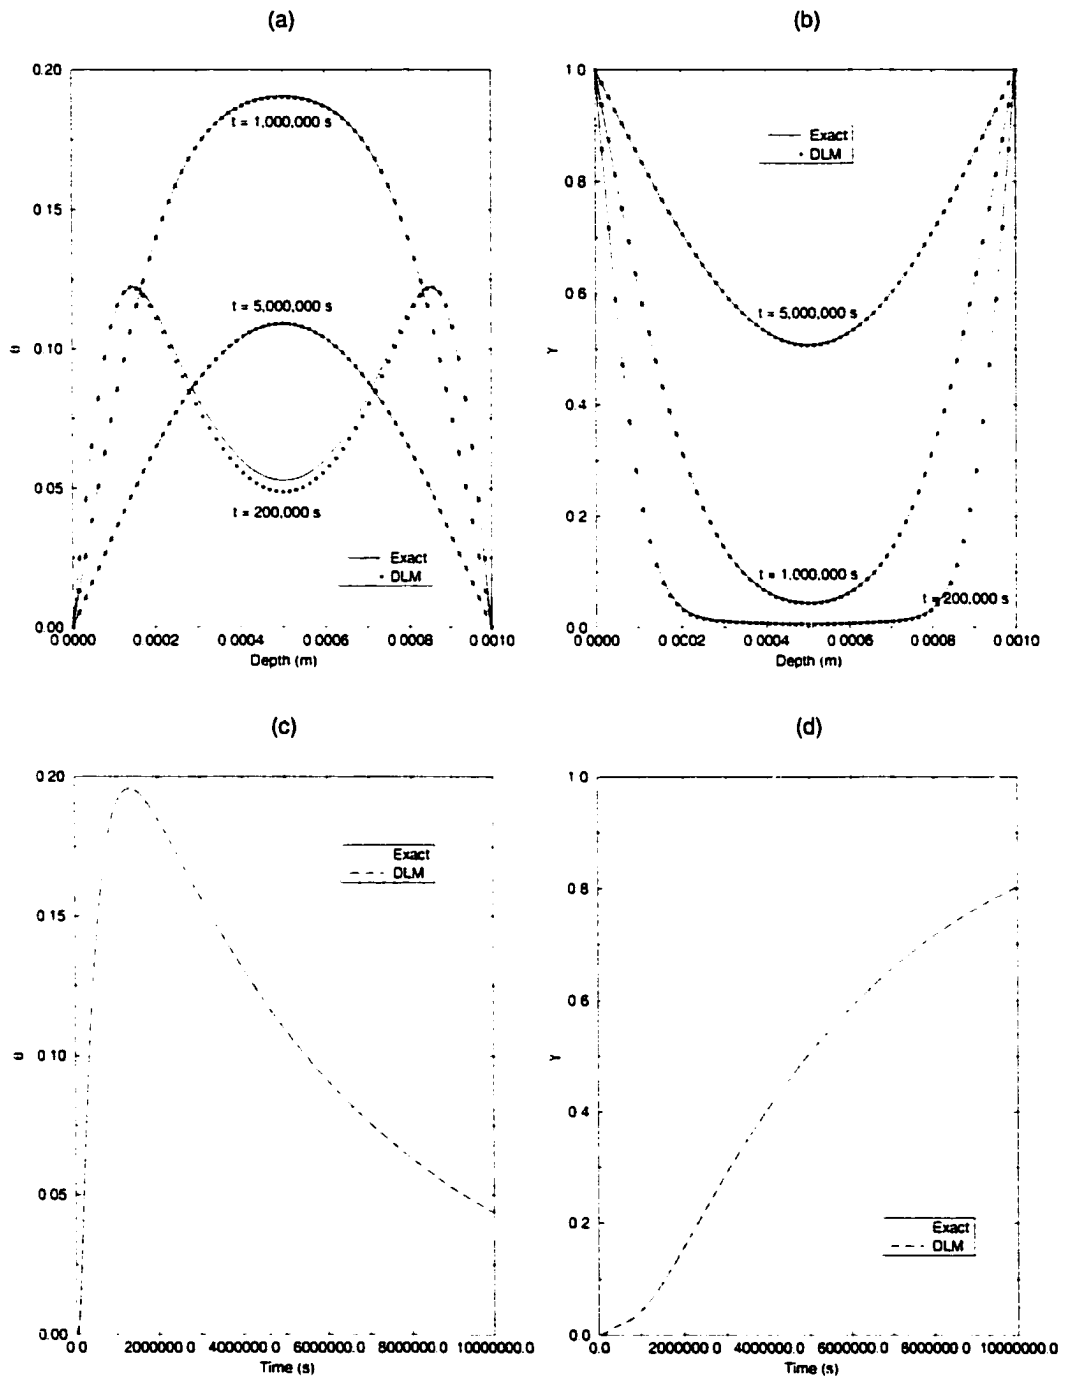 (a)
(b)
0 20
0 15
0 10
0 05
0.00
θ
t = 1,000,000 s
t = 5,000,000 s
t = 200,000 s
Exact
DLM
0 0000
0 0002
0 0004
0 0006
0 0008
0 0010
Depth (m)
1 0
0 8
0 6
0 4
0 2
0 0
γ
Exact
DLM
t = 5,000,000 s
t = 1,000,000 s
t = 200,000 s
0 0000
0 0002
0 0004
0 0006
0 0008
0 0010
Depth (m)
(c)
(d)
0 20
0 15
0 10
0 05
0 00
θ
Exact
DLM
0.0
2000000.0
4000000.0
6000000.0
8000000.0
10000000.0
Time (s)
1 0
0 8
0 6
0 4
0 2
0 0
γ
Exact
DLM
0.0
2000000.0
4000000.0
6000000.0
8000000.0
10000000.0
Time (s)